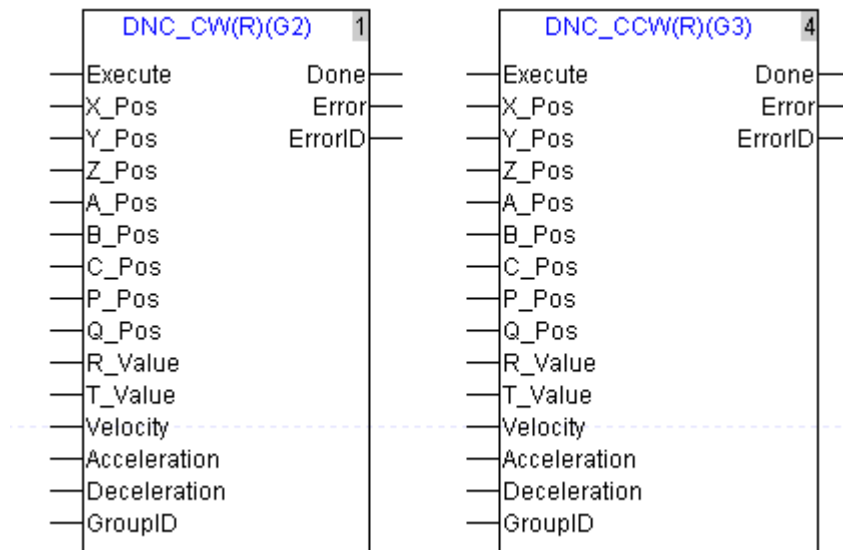 DNC_CW(R)(G2) 1
Execute Done
X_Pos Error
Y_Pos ErrorID
Z_Pos
A_Pos
B_Pos
C_Pos
P_Pos
Q_Pos
R_Value
T_Value
Velocity
Acceleration
Deceleration
GroupID
DNC_CCW(R)(G3) 4
Execute Done
X_Pos Error
Y_Pos ErrorID
Z_Pos
A_Pos
B_Pos
C_Pos
P_Pos
Q_Pos
R_Value
T_Value
Velocity
Acceleration
Deceleration
GroupID